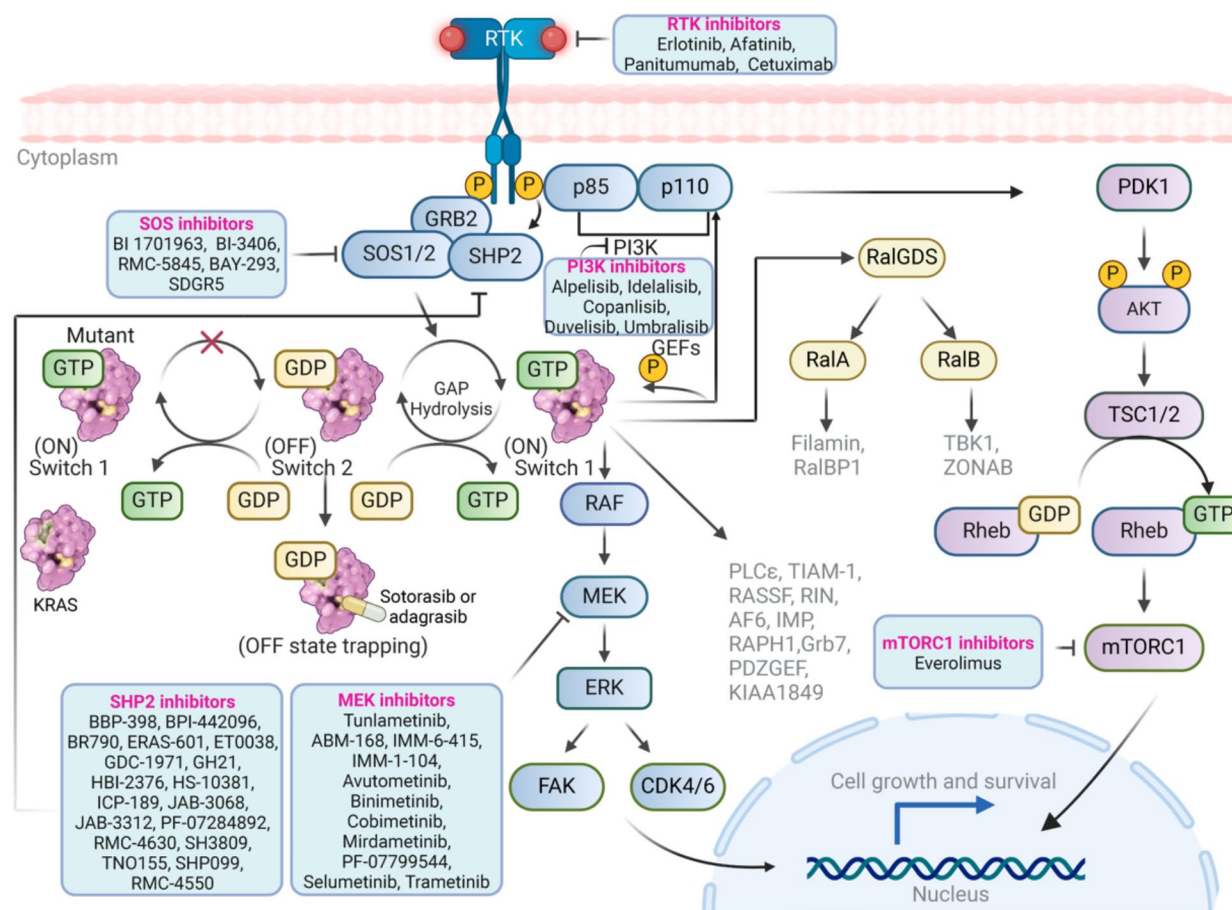 RTK
RTK inhibitors
Erlotinib, Afatinib,
Panitumumab, Cetuximab
Cytoplasm
P
P
p85
p110
PDK1
GRB2
SOS1/2
SHP2
PI3K
SOS inhibitors
BI 1701963, BI-3406,
RMC-5845, BAY-293,
SDGR5
PI3K inhibitors
Alpelisib, Idelalisib,
Copanlisib,
Duvelisib, Umbralisib
RalGDS
P
P
AKT
Mutant
GTP
GDP
GTP
GEFs
P
RalA
RalB
GAP
Hydrolysis
TSC1/2
(ON)
Switch 1
(OFF)
Switch 2
(ON)
Switch 1
Filamin,
RalBP1
TBK1,
ZONAB
GTP
GDP
GDP
GTP
RAF
Rheb
GDP
Rheb
GTP
KRAS
GDP
Sotorasib or
adagrasib
(OFF state trapping)
MEK
PLCε, TIAM-1,
RASSF, RIN,
AF6, IMP,
RAPH1,Grb7,
PDZGEF,
KIAA1849
mTORC1 inhibitors
Everolimus
mTORC1
ERK
SHP2 inhibitors
BBP-398, BPI-442096,
BR790, ERAS-601, ET0038,
GDC-1971, GH21,
HBI-2376, HS-10381,
ICP-189, JAB-3068,
JAB-3312, PF-07284892,
RMC-4630, SH3809,
TNO155, SHP099,
RMC-4550
MEK inhibitors
Tunlametinib,
ABM-168, IMM-6-415,
IMM-1-104,
Avutometinib,
Binimetinib,
Cobimetinib,
Mirdametinib,
PF-07799544,
Selumetinib, Trametinib
FAK
CDK4/6
Cell growth and survival
Nucleus